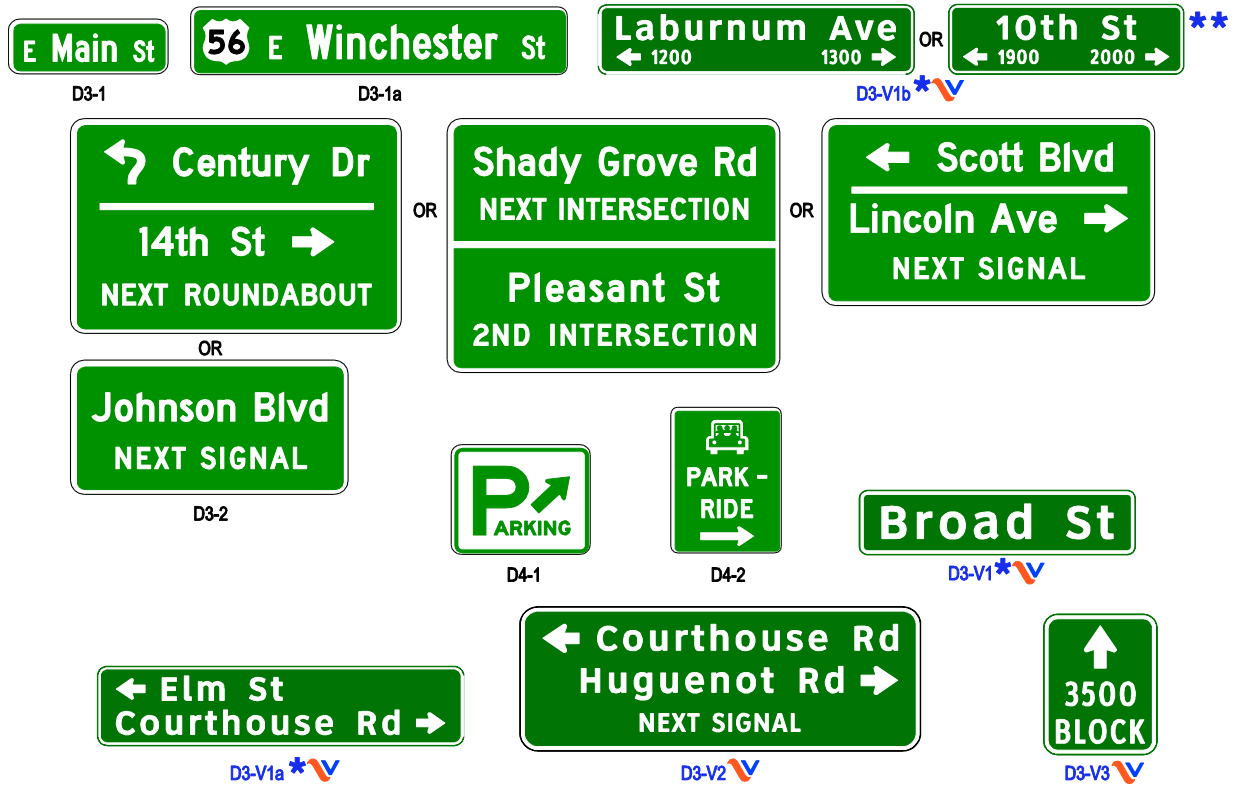 E Main St
D3-1
56 E Winchester St
D3-1a
Laburnum Ave
1200 1300
OR
10th St
1900 2000
**
D3-V1b *
Century Dr
14th St
NEXT ROUNDABOUT
OR
Shady Grove Rd
NEXT INTERSECTION
Pleasant St
2ND INTERSECTION
OR
Scott Blvd
Lincoln Ave
NEXT SIGNAL
OR
Johnson Blvd
NEXT SIGNAL
D3-2
PARKING
D4-1
PARK -
RIDE
D4-2
Broad St
D3-V1 *
Elm St
Courthouse Rd
D3-V1a *
Courthouse Rd
Huguenot Rd
NEXT SIGNAL
D3-V2
3500
BLOCK
D3-V3